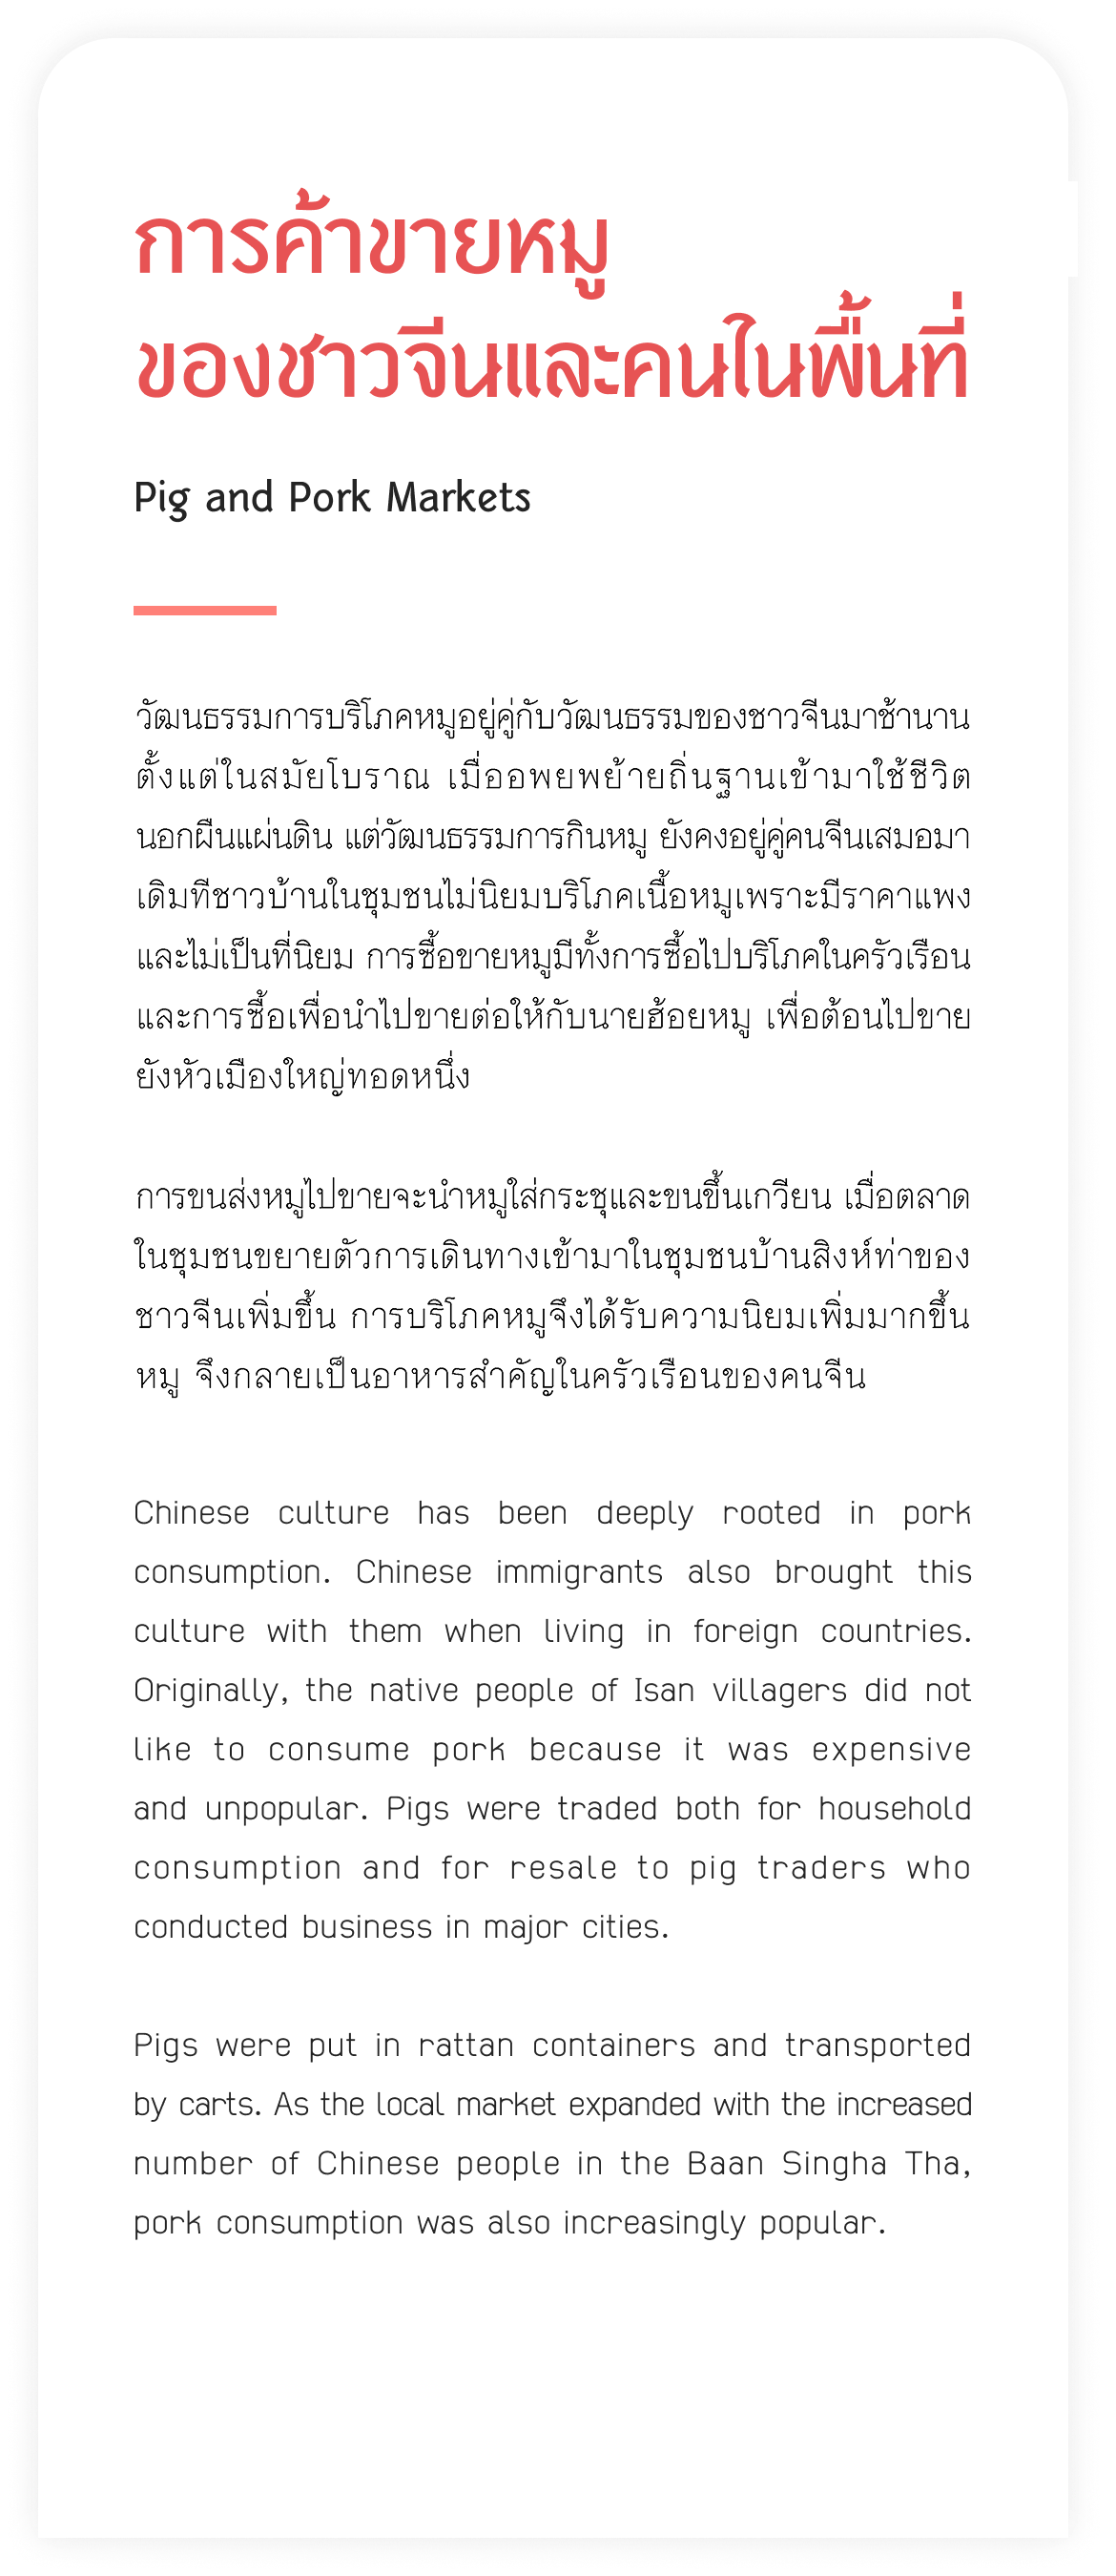 การค้าขายหมู
ของชาวจีนและคนในพื้นที่
Pig and Pork Markets
วัฒนธรรมการบริโภคหมูอยู่คู่กับวัฒนธรรมของชาวจีนมาช้านาน
ตั้งแต่ในสมัยโบราณ เมื่ออพยพย้ายถิ่นฐานเข้ามาใช้ชีวิต
นอกผืนแผ่นดิน แต่วัฒนธรรมการกินหมู ยังคงอยู่คู่คนจีนเสมอมา
เดิมทีชาวบ้านในชุมชนไม่นิยมบริโภคเนื้อหมูเพราะมีราคาแพง
และไม่เป็นที่นิยม การซื้อขายหมูมีทั้งการซื้อไปบริโภคในครัวเรือน
และการซื้อเพื่อนำไปขายต่อให้กับนายฮ้อยหมู เพื่อต้อนไปขาย
ยังหัวเมืองใหญ่ทอดหนึ่ง
การขนส่งหมูไปขายจะนำหมูใส่กระชุและขนขึ้นเกวียน เมื่อตลาด
ในชุมชนขยายตัวการเดินทางเข้ามาในชุมชนบ้านสิงห์ท่าของ
ชาวจีนเพิ่มขึ้น การบริโภคหมูจึงได้รับความนิยมเพิ่มมากขึ้น
หมู จึงกลายเป็นอาหารสำคัญในครัวเรือนของคนจีน
Chinese culture has been deeply rooted in pork
consumption. Chinese immigrants also brought this
culture with them when living in foreign countries.
Originally, the native people of Isan villagers did not
like to consume pork because it was expensive
and unpopular. Pigs were traded both for household
consumption and for resale to pig traders who
conducted business in major cities.
Pigs were put in rattan containers and transported
by carts. As the local market expanded with the increased
number of Chinese people in the Baan Singha Tha,
pork consumption was also increasingly popular.